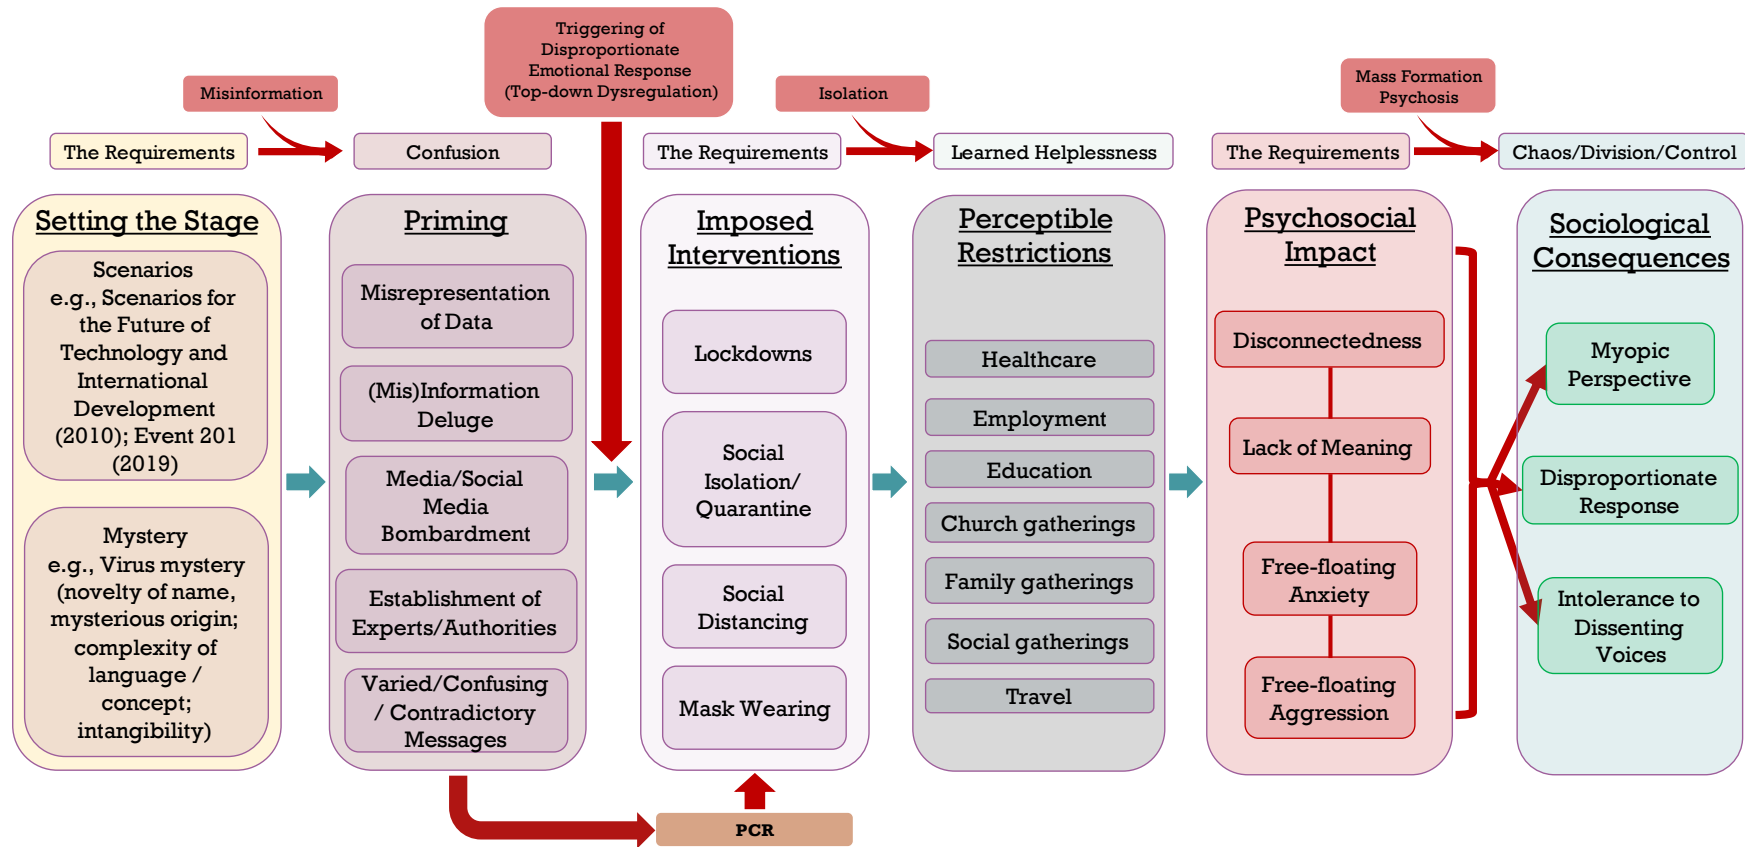 Triggering of
Disproportionate
Emotional Response
(Top-down Dysregulation)
Misinformation
Isolation
Mass Formation
Psychosis
The Requirements
Confusion
The Requirements
Learned Helplessness
The Requirements
Chaos/Division/Control
Setting the Stage
Scenarios
e.g., Scenarios for
the Future of
Technology and
International
Development
(2010); Event 201
(2019)
Mystery
e.g., Virus mystery
(novelty of name,
mysterious origin;
complexity of
language /
concept;
intangibility)
Priming
Misrepresentation
of Data
(Mis)Information
Deluge
Media/Social
Media
Bombardment
Establishment of
Experts/Authorities
Varied/Confusing
/ Contradictory
Messages
Imposed
Interventions
Lockdowns
Social
Isolation/
Quarantine
Social
Distancing
Mask Wearing
PCR
Perceptible
Restrictions
Healthcare
Employment
Education
Church gatherings
Family gatherings
Social gatherings
Travel
Psychosocial
Impact
Disconnectedness
Lack of Meaning
Free-floating
Anxiety
Free-floating
Aggression
Sociological
Consequences
Myopic
Perspective
Disproportionate
Response
Intolerance to
Dissenting
Voices